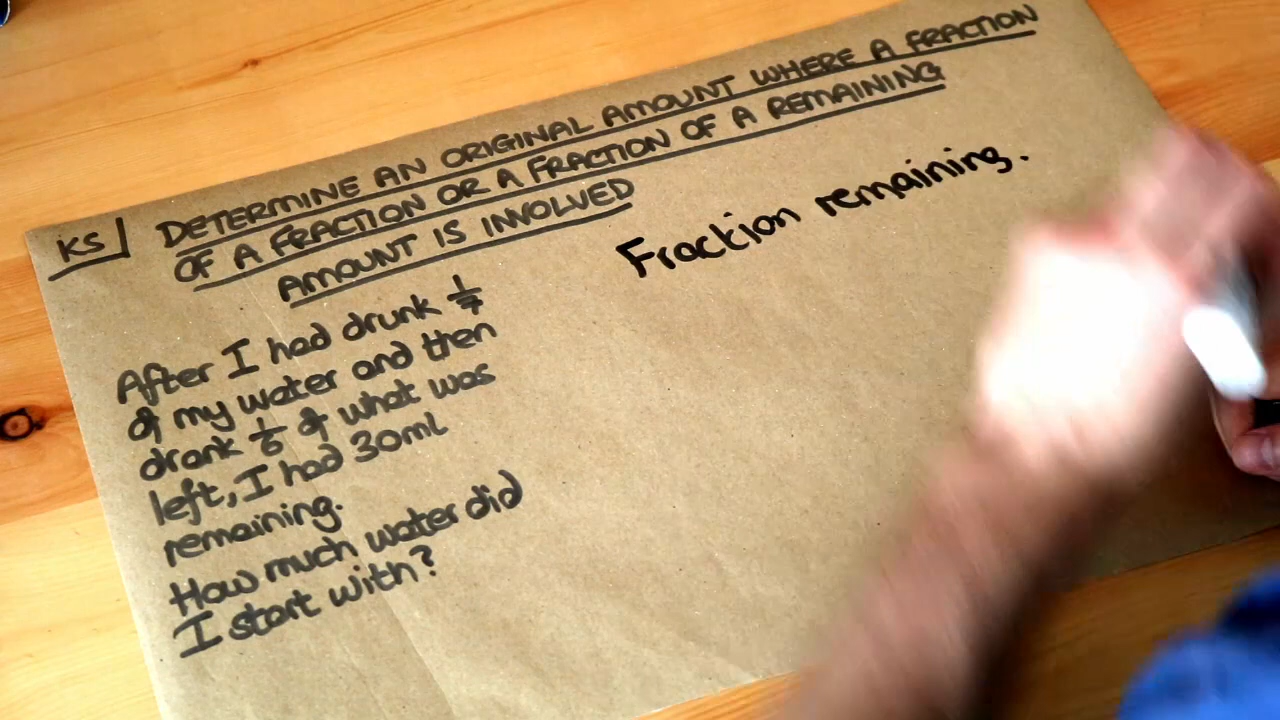 KS
DETERMINE AN ORIGINAL AMOUNT WHERE A FRACTION
OF A FRACTION OR A FRACTION OF A REMAINING
AMOUNT IS INVOLVED
Fraction remaining.
After I had drunk 1/7
of my water and then
drank 1/6 of what was
left, I had 30ml
remaining.
How much water did
I start with?